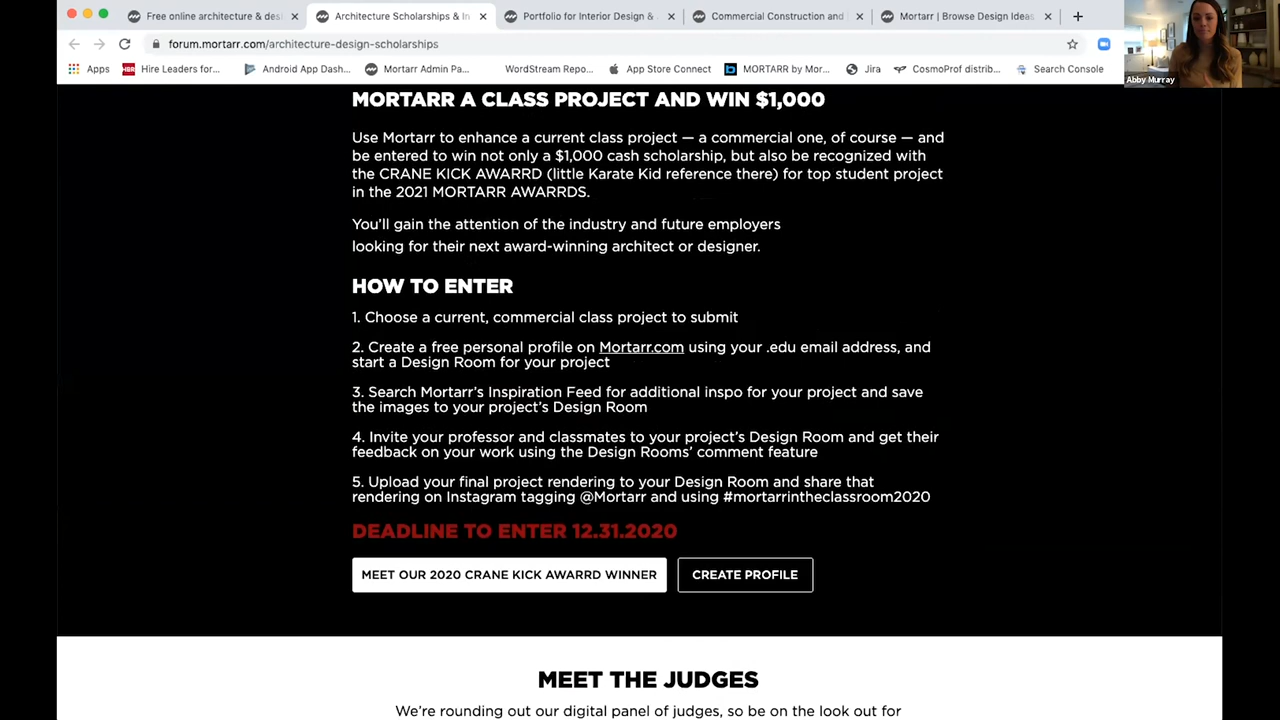 Free online architecture & desi
Architecture Scholarships & In
Portfolio for Interior Design &
Commercial Construction and
Mortarr | Browse Design Ideas
forum.mortarr.com/architecture-design-scholarships
Apps
HBR
Hire Leaders for...
Android App Dash...
Mortarr Admin Pa...
WordStream Repo...
App Store Connect
MORTARR by Mor...
Jira
CosmoProf distrib...
Search Console
Abby Murray
MORTARR A CLASS PROJECT AND WIN $1,000
Use Mortarr to enhance a current class project — a commercial one, of course — and
be entered to win not only a $1,000 cash scholarship, but also be recognized with
the CRANE KICK AWARRD (little Karate Kid reference there) for top student project
in the 2021 MORTARR AWARRDS.
You'll gain the attention of the industry and future employers
looking for their next award-winning architect or designer.
HOW TO ENTER
1. Choose a current, commercial class project to submit
2. Create a free personal profile on Mortarr.com using your .edu email address, and
start a Design Room for your project
3. Search Mortarr's Inspiration Feed for additional inspo for your project and save
the images to your project's Design Room
4. Invite your professor and classmates to your project's Design Room and get their
feedback on your work using the Design Rooms' comment feature
5. Upload your final project rendering to your Design Room and share that
rendering on Instagram tagging @Mortarr and using #mortarrintheclassroom2020
DEADLINE TO ENTER 12.31.2020
MEET OUR 2020 CRANE KICK AWARRD WINNER
CREATE PROFILE
MEET THE JUDGES
We're rounding out our digital panel of judges, so be on the look out for